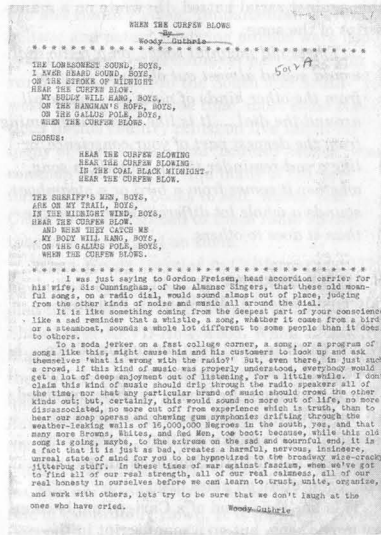 WHEN THE CURFEW BLOWS
By
Woody Guthrie
THE LONESOMEST SOUND, BOYS,
I EVER HEARD SOUND, BOYS,
ON THE STROKE OF MIDNIGHT
HEAR THE CURFEW BLOW.
MY BUDDY WILL HANG, BOYS,
ON THE HANGMAN'S ROPE, BOYS,
ON THE GALLUS POLE, BOYS,
WHEN THE CURFEW BLOWS.
5012 A
CHORUS:
HEAR THE CURFEW BLOWING
HEAR THE CURFEW BLOWING
IN THE COAL BLACK MIDNIGHT
HEAR THE CURFEW BLOW.
THE SHERIFF'S MEN, BOYS,
ARE ON MY TRAIL, BOYS,
IN THE MIDNIGHT WIND, BOYS,
HEAR THE CURFEW BLOW.
AND WHEN THEY CATCH ME
MY BODY WILL HANG, BOYS,
ON THE GALLUS POLE, BOYS,
WHEN THE CURFEW BLOWS.
I was just saying to Gordon Freisen, head accordion carrier for
his wife, Sis Cunningham, of the Almanac Singers, that these old moan-
ful songs, on a radio dial, would sound almost out of place, judging
from the other kinds of noise and music all around the dial.
It is like something coming from the deepest part of your conscience
like a sad reminder that a whistle, a song, whether it comes from a bird
or a steamboat, sounds a whole lot different to some people than it does
to others.
To a soda jerker on a fast college corner, a song, or a program of
songs like this, might cause him and his customers to look up and ask
themselves 'what is wrong with the radio?' But, even there, in just such
a crowd, if this kind of music was properly understood, everybody would
get a lot of deep enjoyment out of listening, for a little while. I don't
claim this kind of music should drip through the radio speakers all of
the time, nor that any particular brand of music should crowd the other
kinds out; but, certainly, this would sound no more out of life, no more
dissassociated, no more cut off from experience which is truth, than to
hear our soap operas and chewing gum symphonies drifting through the
weather-leaking walls of 16,000,000 Negroes in the south, yes, and that
many more Browns, Whites, and Red Men, too boot; cause, while this old
song is going, maybe, to the extreme on the sad and mournful end, it is
a fact that it is just as bad, creates a harmful, nervous, insincere,
unreal state of mind for you to be hypnotized to the broadway wise-cracky
jittering stuff. In these times of war against fascism, when we've got
to find all of our real strength, all of our real calmness, all of our
real honesty in ourselves before we can learn to trust, unite, organize,
and work with others, lets try to be sure that we don't laugh at the
ones who have cried.
Woody Guthrie